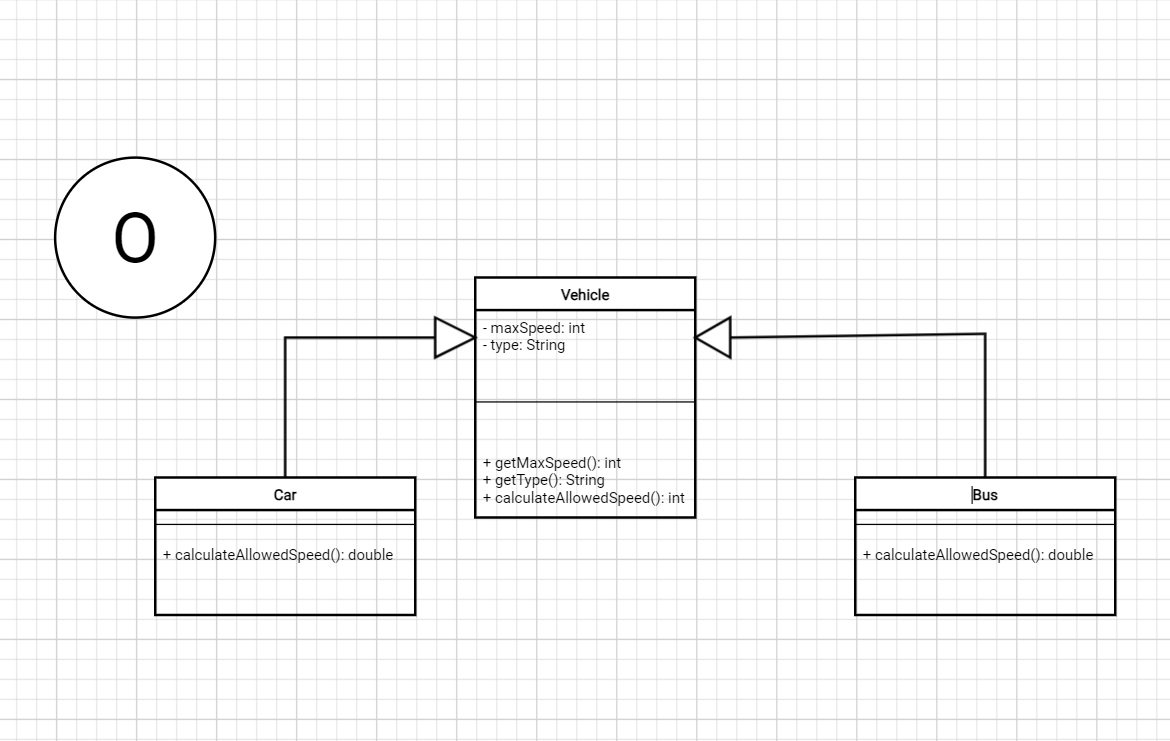 O
Vehicle
- maxSpeed: int
- type: String
+ getMaxSpeed(): int
+ getType(): String
+ calculateAllowedSpeed(): int
Car
+ calculateAllowedSpeed(): double
Bus
+ calculateAllowedSpeed(): double